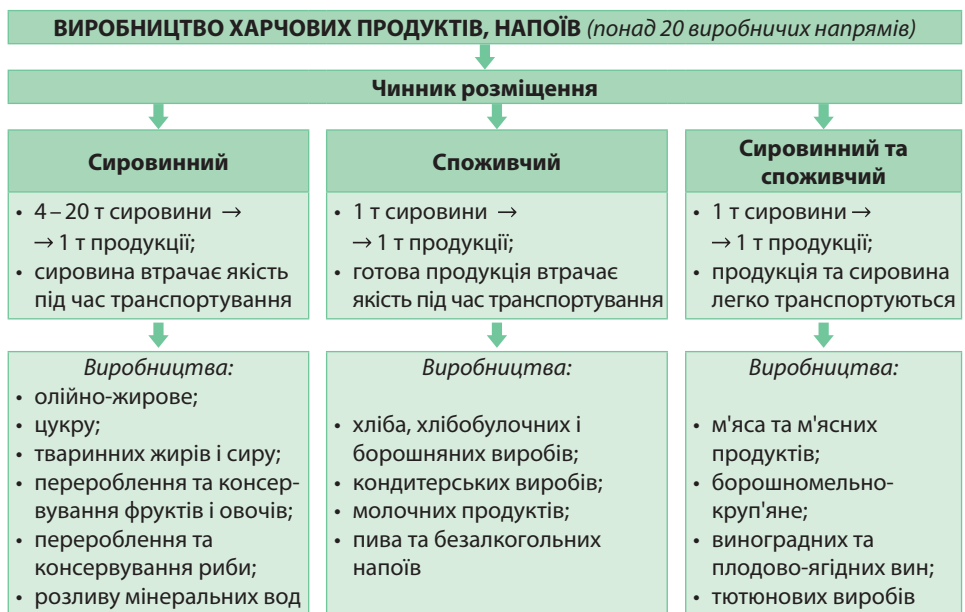 ВИРОБНИЦТВО ХАРЧОВИХ ПРОДУКТІВ, НАПОЇВ (понад 20 виробничих напрямів)
Чинник розміщення
Сировинний
• 4 – 20 т сировини →
→ 1 т продукції;
• сировина втрачає якість
під час транспортування
Виробництва:
• олійно-жирове;
• цукру;
• тваринних жирів і сиру;
• перероблення та консер-
вування фруктів і овочів;
• перероблення та
консервування риби;
• розливу мінеральних вод
Споживчий
• 1 т сировини →
→ 1 т продукції;
• готова продукція втрачає
якість під час транспортування
Виробництва:
• хліба, хлібобулочних і
борошняних виробів;
• кондитерських виробів;
• молочних продуктів;
• пива та безалкогольних
напоїв
Сировинний та
споживчий
• 1 т сировини →
→ 1 т продукції;
• продукція та сировина
легко транспортуються
Виробництва:
• м'яса та м'ясних
продуктів;
• борошномельно-
круп'яне;
• виноградних та
плодово-ягідних вин;
• тютюнових виробів